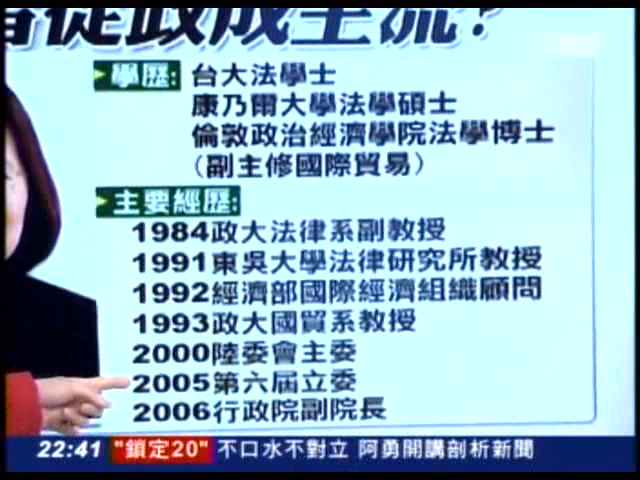 者從政成主流?
學歷:台大法學士
康乃爾大學法學碩士
倫敦政治經濟學院法學博士
(副主修國際貿易)
主要經歷:
1984政大法律系副教授
1991東吳大學法律研究所教授
1992經濟部國際經濟組織顧問
1993政大國貿系教授
2000陸委會主委
2005第六屆立委
2006行政院副院長
22:41 "鎖定20" 不口水不對立 阿勇開講剖析新聞